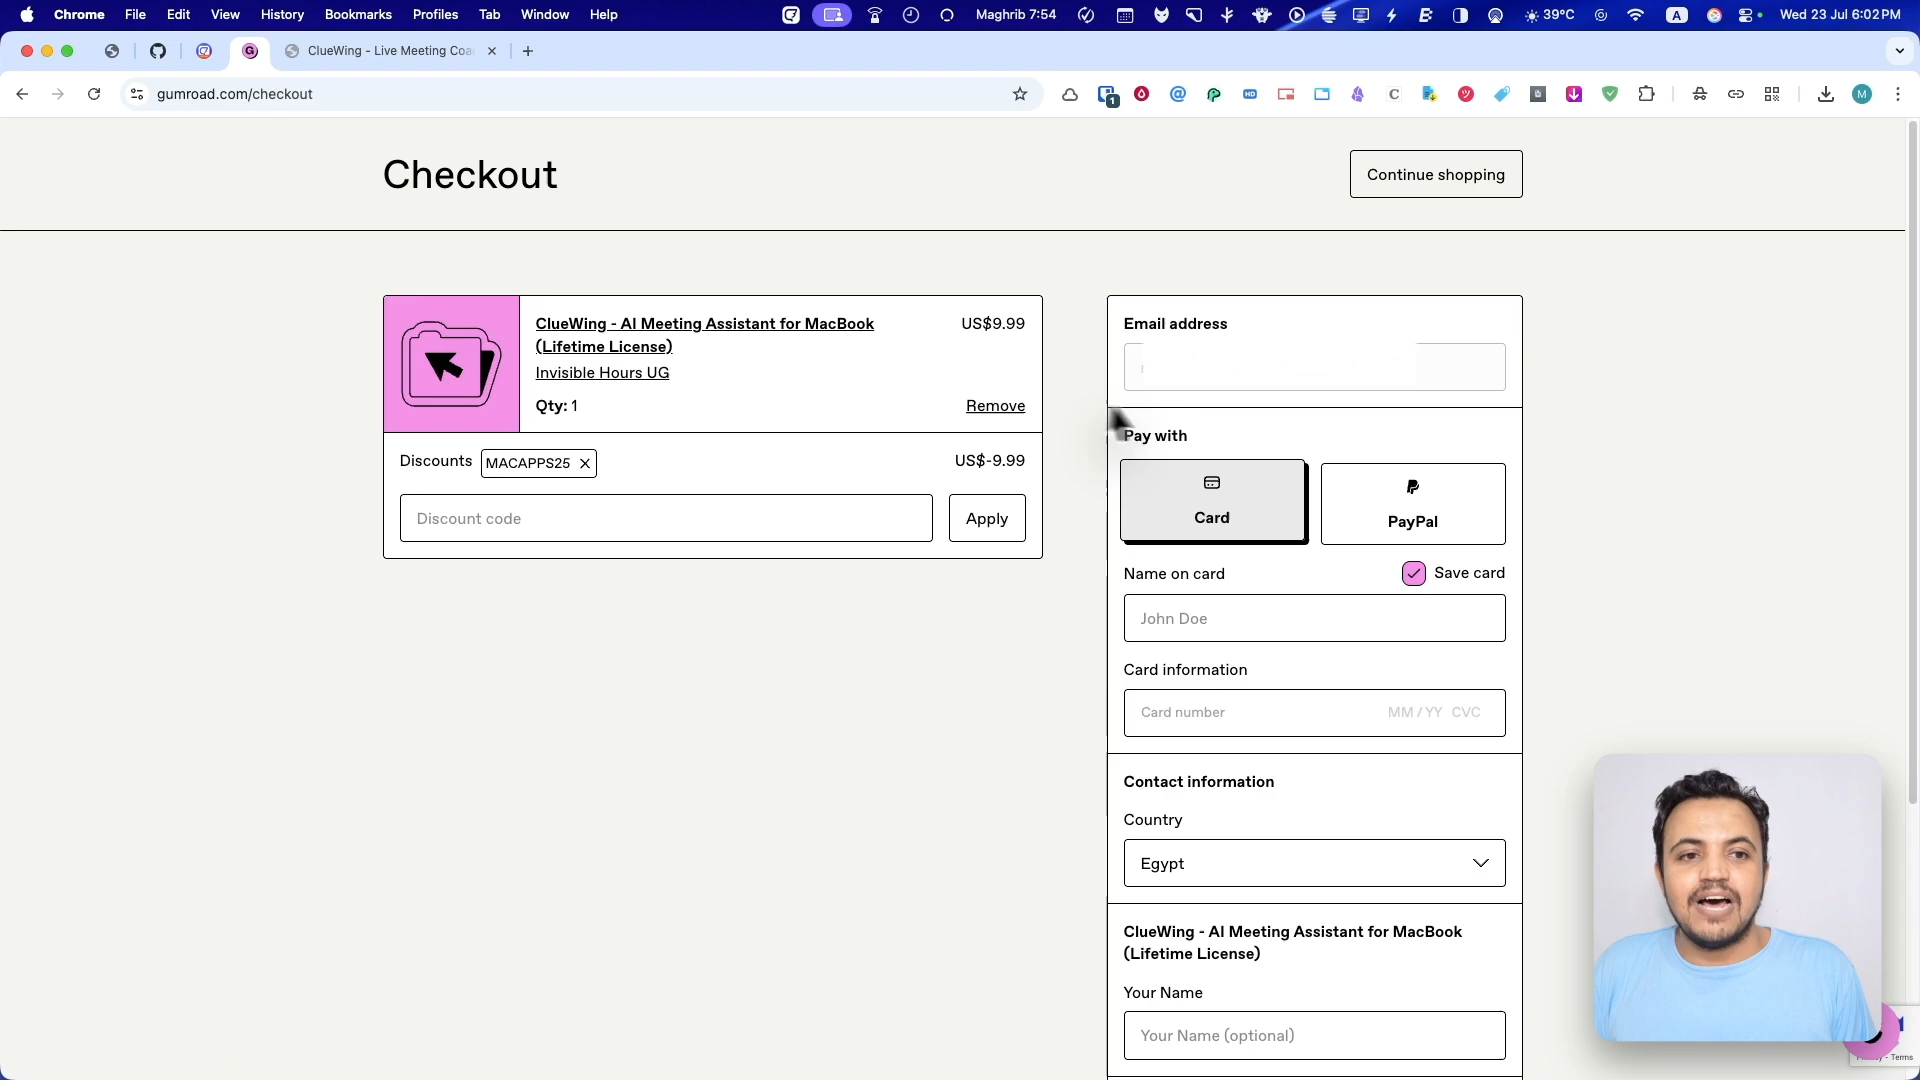 Chrome File Edit View History Bookmarks Profiles Tab Window Help
Maghrib 7:54
39°C
A
Wed 23 Jul 6:02 PM
G
ClueWing - Live Meeting Coa
gumroad.com/checkout
1
HD
C
M
Checkout
Continue shopping
ClueWing - AI Meeting Assistant for MacBook
(Lifetime License)
US$9.99
Invisible Hours UG
Qty: 1
Remove
Discounts
MACAPPS25
US$-9.99
Discount code
Apply
Email address
Pay with
Card
PayPal
Name on card
Save card
John Doe
Card information
Card number
MM / YY CVC
Contact information
Country
Egypt
ClueWing - AI Meeting Assistant for MacBook
(Lifetime License)
Your Name
Your Name (optional)
Terms